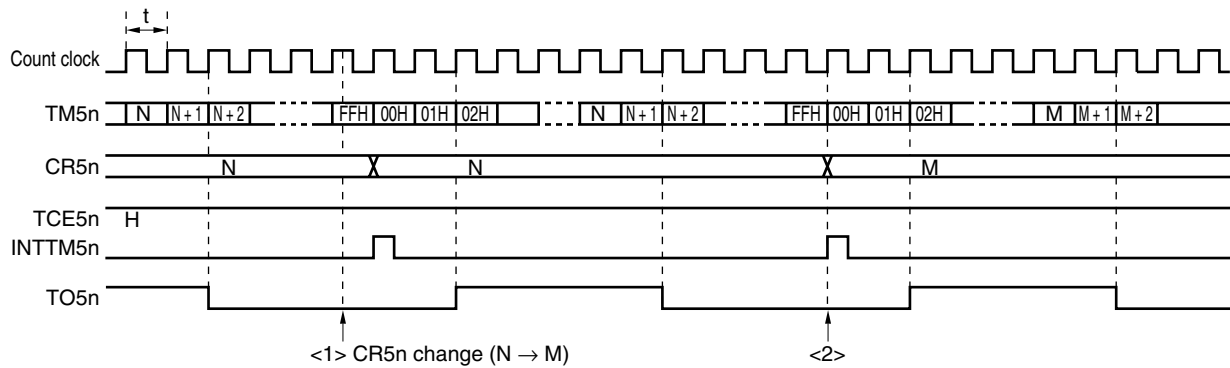 t
Count clock
TM5n N N + 1 N + 2 FFH 00H 01H 02H N N + 1 N + 2 FFH 00H 01H 02H M M + 1 M + 2
CR5n N N M
TCE5n H
INTTM5n
TO5n
<1> CR5n change (N → M) <2>